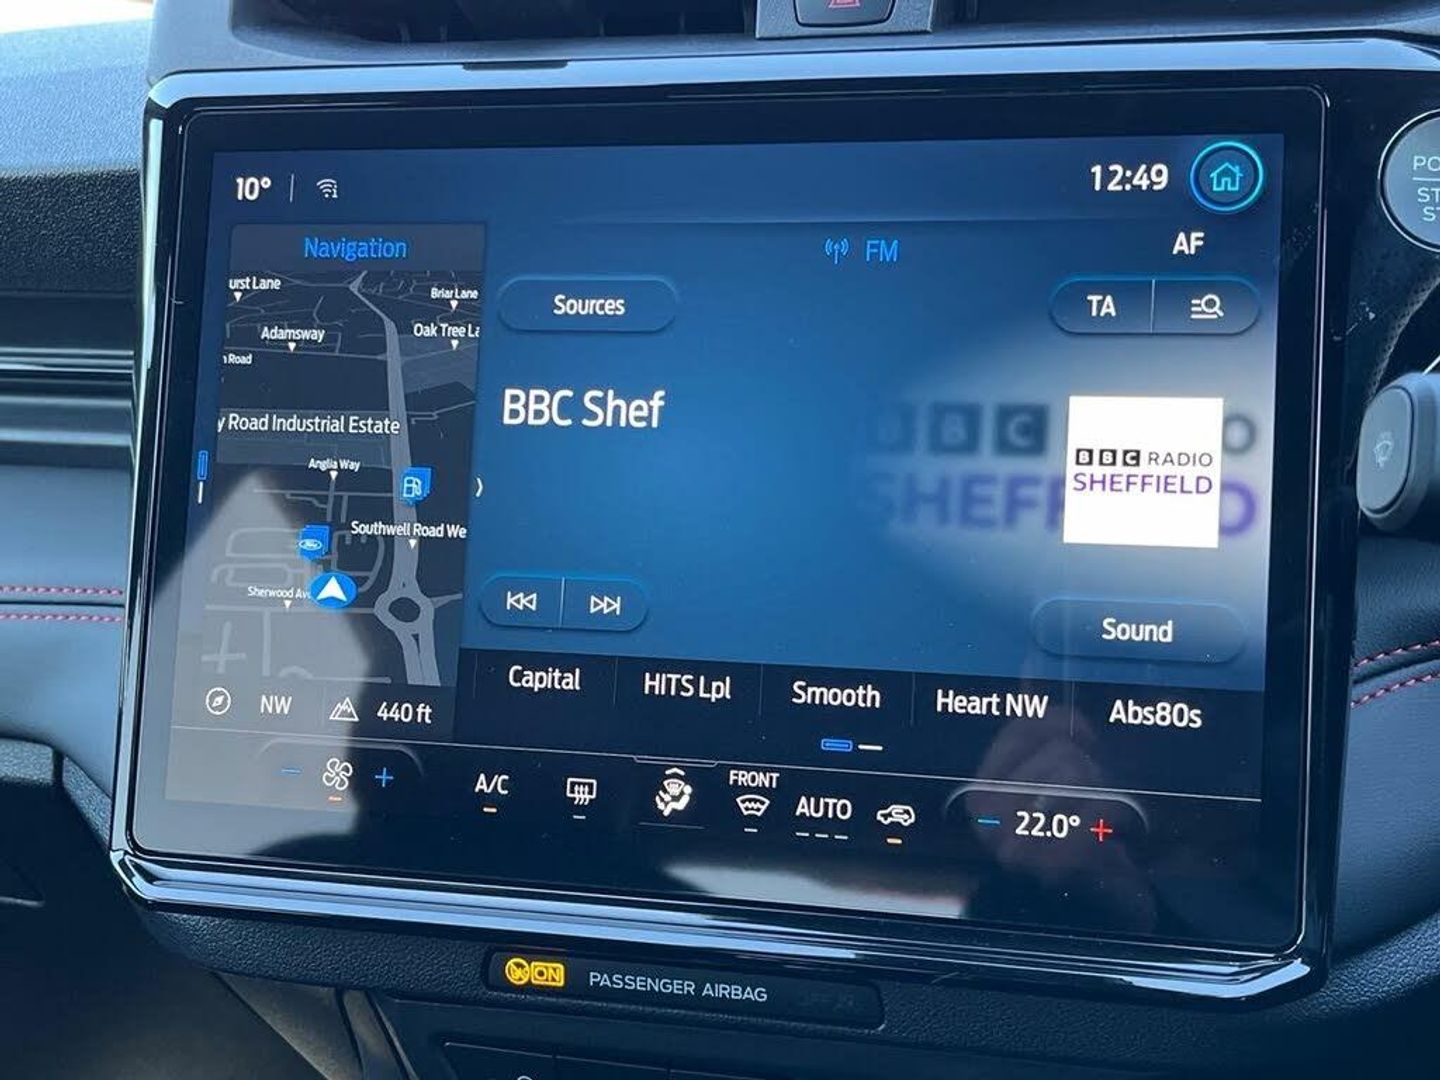 10°
12:49
Navigation
FM
AF
urst Lane
Briar Lane
Sources
TA
Adamsway
Oak Tree La
n Road
BBC Shef
y Road Industrial Estate
BBC RADIO
SHEFFIELD
Anglia Way
Southwell Road We
Sherwood Av
Ford
Sound
Capital
HITS Lpl
Smooth
Heart NW
Abs80s
NW
440 ft
A/C
FRONT
AUTO
22.0°
ON
PASSENGER AIRBAG